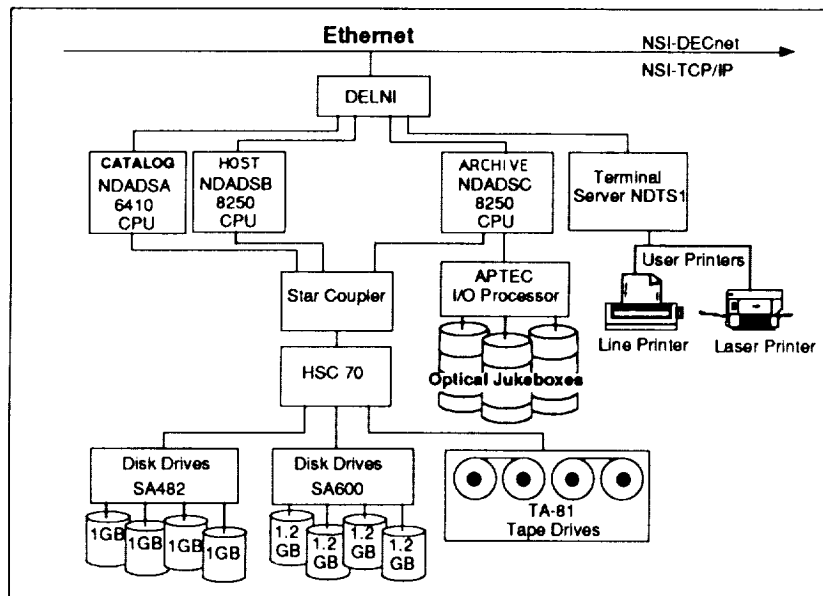 Ethernet
NSI-DECnet
NSI-TCP/IP
DELNI
CATALOG
NDADSA
6410
CPU
HOST
NDADSB
8250
CPU
ARCHIVE
NDADSC
8250
CPU
Terminal
Server NDTS1
User Printers
Line Printer
Laser Printer
Star Coupler
APTEC
I/O Processor
Optical Jukeboxes
HSC 70
Disk Drives
SA482
1GB
1GB
1GB
1GB
Disk Drives
SA600
1.2
GB
1.2
GB
1.2
GB
1.2
GB
TA-81
Tape Drives